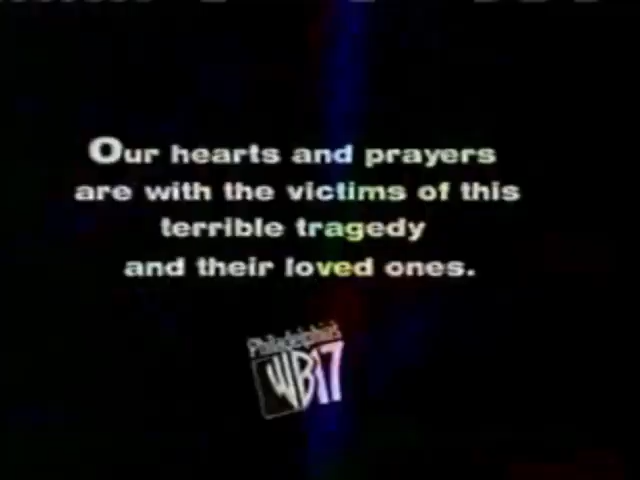 Our hearts and prayers
are with the victims of this
terrible tragedy
and their loved ones.
Philadelphia's
WB17